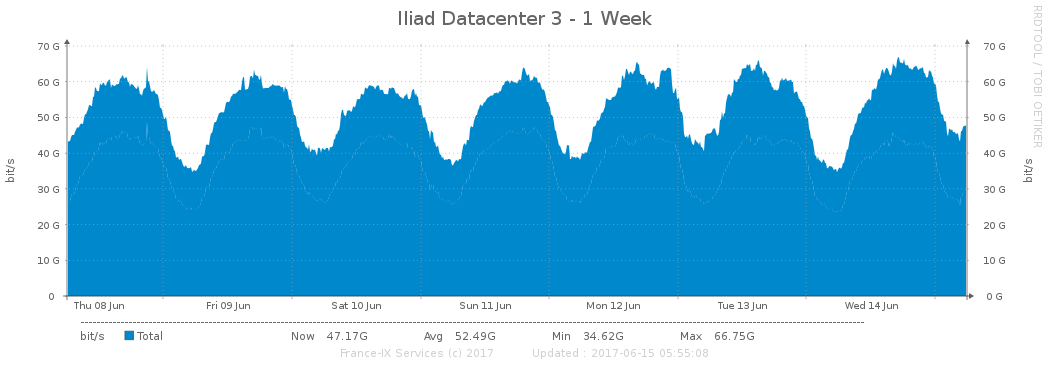 Iliad Datacenter 3 - 1 Week
RRDTOOL / TOBI OETIKER
bit/s
70 G
60 G
50 G
40 G
30 G
20 G
10 G
0
70 G
60 G
50 G
40 G
30 G
20 G
10 G
0 G
bit/s
Thu 08 Jun Fri 09 Jun Sat 10 Jun Sun 11 Jun Mon 12 Jun Tue 13 Jun Wed 14 Jun
bit/s Total Now 47.17G Avg 52.49G Min 34.62G Max 66.75G
France-IX Services (c) 2017 Updated : 2017-06-15 05:55:08